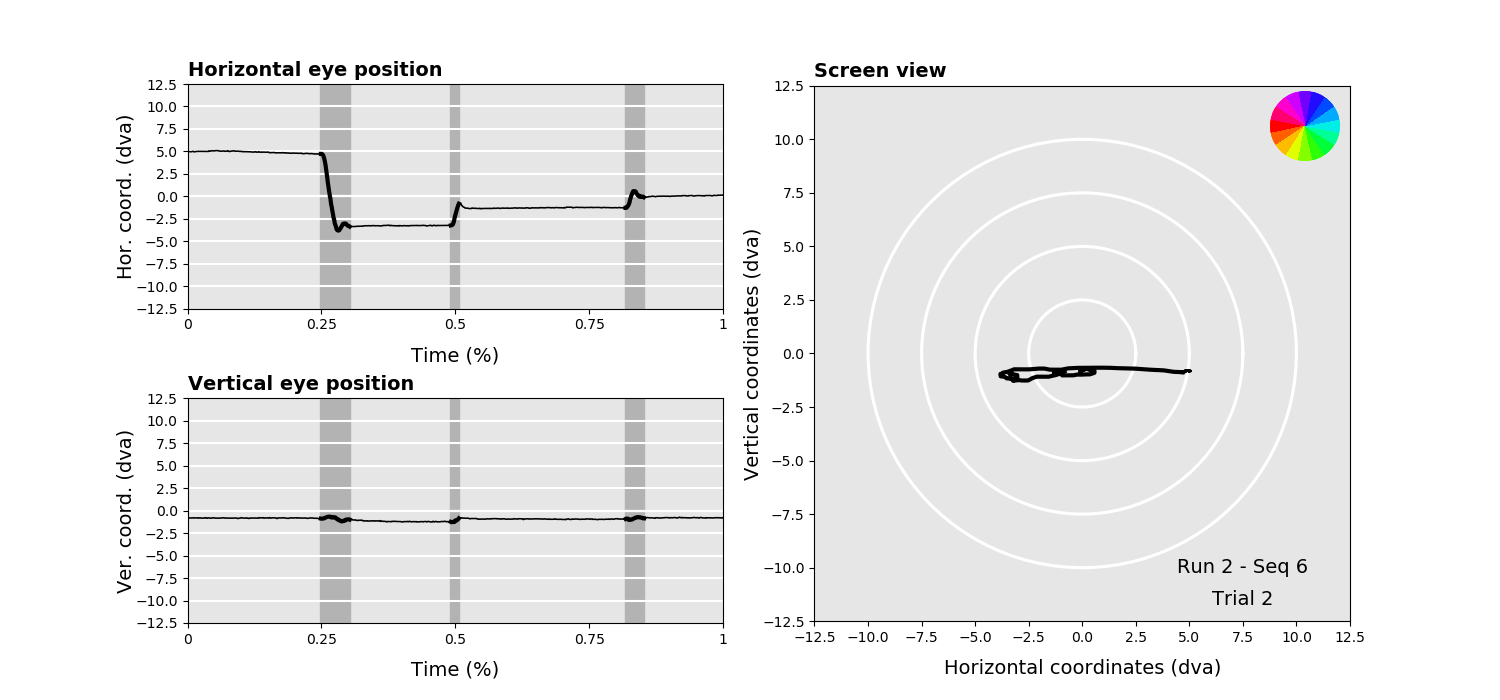 Horizontal eye position
12.5
10.0
7.5
5.0
2.5
0.0
−2.5
−5.0
−7.5
−10.0
−12.5
Hor. coord. (dva)
0 0.25 0.5 0.75 1
Time (%)
Vertical eye position
12.5
10.0
7.5
5.0
2.5
0.0
−2.5
−5.0
−7.5
−10.0
−12.5
Ver. coord. (dva)
0 0.25 0.5 0.75 1
Time (%)
Screen view
12.5
10.0
7.5
5.0
2.5
0.0
−2.5
−5.0
−7.5
−10.0
−12.5
Vertical coordinates (dva)
Run 2 - Seq 6
Trial 2
−12.5 −10.0 −7.5 −5.0 −2.5 0.0 2.5 5.0 7.5 10.0 12.5
Horizontal coordinates (dva)